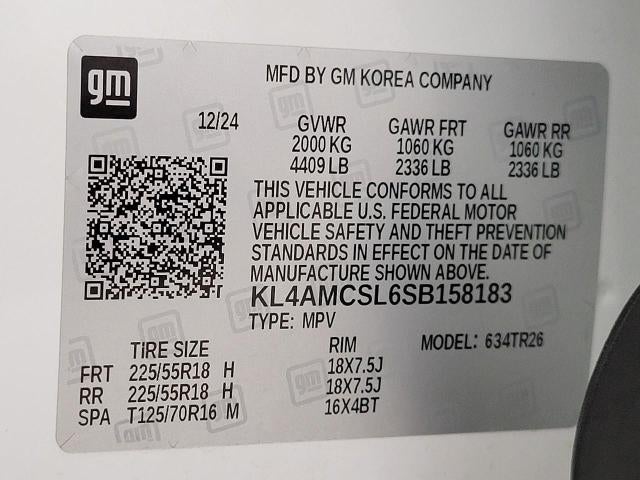 gm
MFD BY GM KOREA COMPANY
12/24 GVWR GAWR FRT GAWR RR
2000 KG 1060 KG 1060 KG
4409 LB 2336 LB 2336 LB
THIS VEHICLE CONFORMS TO ALL
APPLICABLE U.S. FEDERAL MOTOR
VEHICLE SAFETY AND THEFT PREVENTION
STANDARDS IN EFFECT ON THE DATE OF
MANUFACTURE SHOWN ABOVE.
KL4AMCSL6SB158183
TYPE: MPV MODEL: 634TR26
TIRE SIZE RIM
FRT 225/55R18 H 18X7.5J
RR 225/55R18 H 18X7.5J
SPA T125/70R16 M 16X4BT